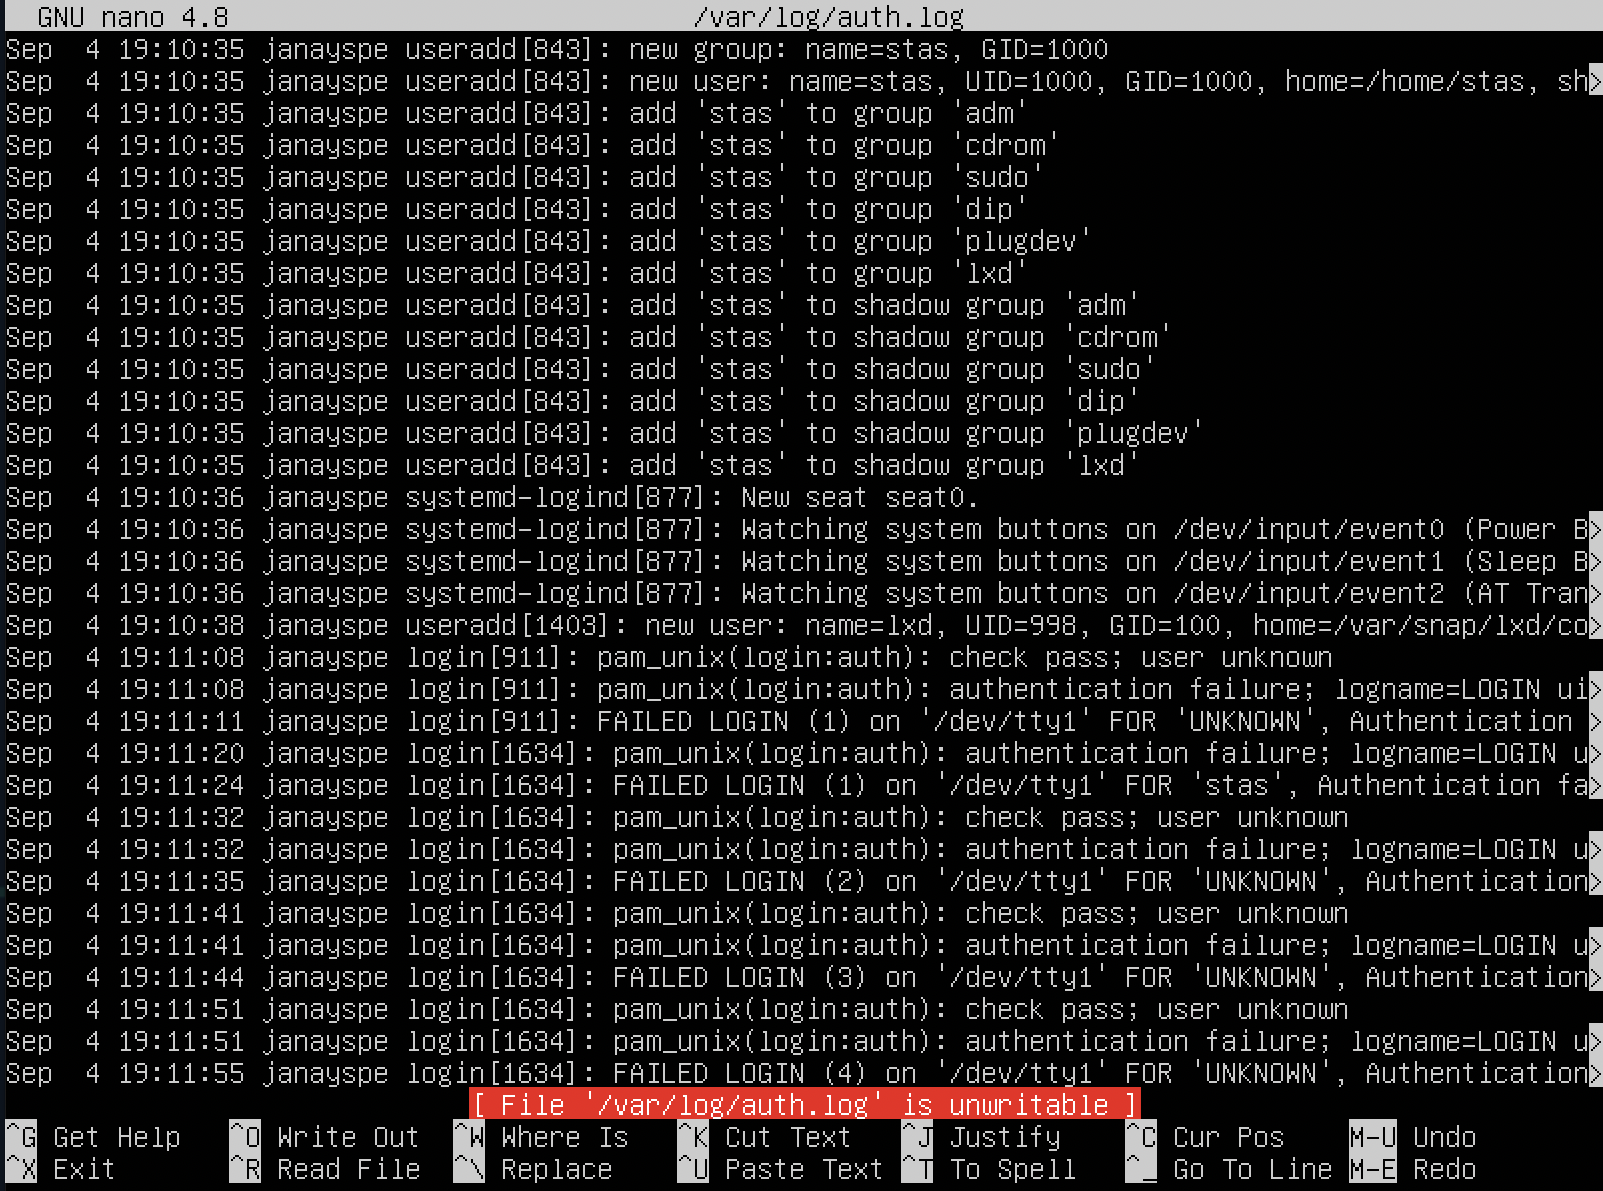 GNU nano 4.8 /var/log/auth.log
Sep  4 19:10:35 janayspe useradd[843]: new group: name=stas, GID=1000
Sep  4 19:10:35 janayspe useradd[843]: new user: name=stas, UID=1000, GID=1000, home=/home/stas, sh>
Sep  4 19:10:35 janayspe useradd[843]: add 'stas' to group 'adm'
Sep  4 19:10:35 janayspe useradd[843]: add 'stas' to group 'cdrom'
Sep  4 19:10:35 janayspe useradd[843]: add 'stas' to group 'sudo'
Sep  4 19:10:35 janayspe useradd[843]: add 'stas' to group 'dip'
Sep  4 19:10:35 janayspe useradd[843]: add 'stas' to group 'plugdev'
Sep  4 19:10:35 janayspe useradd[843]: add 'stas' to group 'lxd'
Sep  4 19:10:35 janayspe useradd[843]: add 'stas' to shadow group 'adm'
Sep  4 19:10:35 janayspe useradd[843]: add 'stas' to shadow group 'cdrom'
Sep  4 19:10:35 janayspe useradd[843]: add 'stas' to shadow group 'sudo'
Sep  4 19:10:35 janayspe useradd[843]: add 'stas' to shadow group 'dip'
Sep  4 19:10:35 janayspe useradd[843]: add 'stas' to shadow group 'plugdev'
Sep  4 19:10:35 janayspe useradd[843]: add 'stas' to shadow group 'lxd'
Sep  4 19:10:36 janayspe systemd-logind[877]: New seat seat0.
Sep  4 19:10:36 janayspe systemd-logind[877]: Watching system buttons on /dev/input/event0 (Power B>
Sep  4 19:10:36 janayspe systemd-logind[877]: Watching system buttons on /dev/input/event1 (Sleep B>
Sep  4 19:10:36 janayspe systemd-logind[877]: Watching system buttons on /dev/input/event2 (AT Tran>
Sep  4 19:10:38 janayspe useradd[1403]: new user: name=lxd, UID=998, GID=100, home=/var/snap/lxd/co>
Sep  4 19:11:08 janayspe login[911]: pam_unix(login:auth): check pass; user unknown
Sep  4 19:11:08 janayspe login[911]: pam_unix(login:auth): authentication failure; logname=LOGIN ui>
Sep  4 19:11:11 janayspe login[911]: FAILED LOGIN (1) on '/dev/tty1' FOR 'UNKNOWN', Authentication >
Sep  4 19:11:20 janayspe login[1634]: pam_unix(login:auth): authentication failure; logname=LOGIN u>
Sep  4 19:11:24 janayspe login[1634]: FAILED LOGIN (1) on '/dev/tty1' FOR 'stas', Authentication fa>
Sep  4 19:11:32 janayspe login[1634]: pam_unix(login:auth): check pass; user unknown
Sep  4 19:11:32 janayspe login[1634]: pam_unix(login:auth): authentication failure; logname=LOGIN u>
Sep  4 19:11:35 janayspe login[1634]: FAILED LOGIN (2) on '/dev/tty1' FOR 'UNKNOWN', Authentication>
Sep  4 19:11:41 janayspe login[1634]: pam_unix(login:auth): check pass; user unknown
Sep  4 19:11:41 janayspe login[1634]: pam_unix(login:auth): authentication failure; logname=LOGIN u>
Sep  4 19:11:44 janayspe login[1634]: FAILED LOGIN (3) on '/dev/tty1' FOR 'UNKNOWN', Authentication>
Sep  4 19:11:51 janayspe login[1634]: pam_unix(login:auth): check pass; user unknown
Sep  4 19:11:51 janayspe login[1634]: pam_unix(login:auth): authentication failure; logname=LOGIN u>
Sep  4 19:11:55 janayspe login[1634]: FAILED LOGIN (4) on '/dev/tty1' FOR 'UNKNOWN', Authentication>
[ File '/var/log/auth.log' is unwritable ]
^G Get Help ^O Write Out ^W Where Is ^K Cut Text ^J Justify ^C Cur Pos M-U Undo
^X Exit ^R Read File ^\ Replace ^U Paste Text ^T To Spell ^_ Go To Line M-E Redo